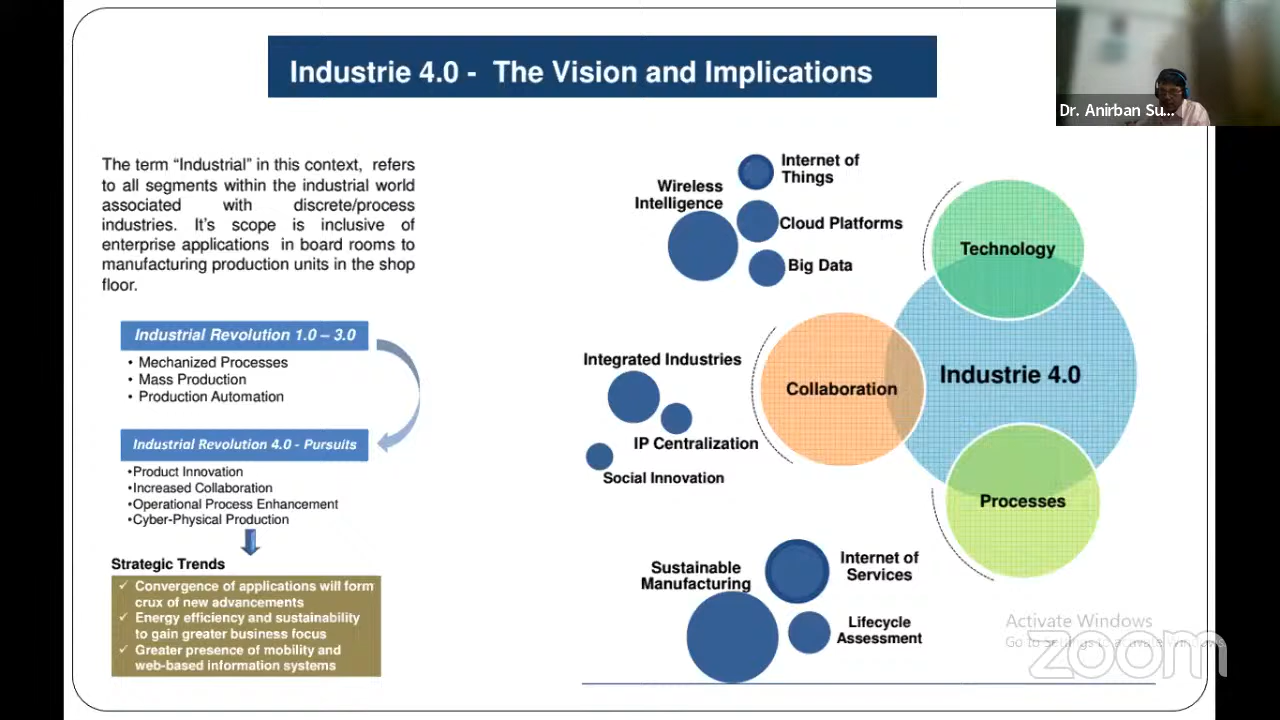 Industrie 4.0 - The Vision and Implications
Dr. Anirban Su...
The term “Industrial” in this context, refers
to all segments within the industrial world
associated with discrete/process
industries. It’s scope is inclusive of
enterprise applications in board rooms to
manufacturing production units in the shop
floor.
Industrial Revolution 1.0 – 3.0
• Mechanized Processes
• Mass Production
• Production Automation
Industrial Revolution 4.0 - Pursuits
•Product Innovation
•Increased Collaboration
•Operational Process Enhancement
•Cyber-Physical Production
Strategic Trends
✓ Convergence of applications will form
crux of new advancements
✓ Energy efficiency and sustainability
to gain greater business focus
✓ Greater presence of mobility and
web-based information systems
Internet of
Things
Wireless
Intelligence
Cloud Platforms
Big Data
Technology
Integrated Industries
IP Centralization
Social Innovation
Collaboration
Industrie 4.0
Processes
Sustainable
Manufacturing
Internet of
Services
Lifecycle
Assessment
Activate Windows
Go to Settings to activate Windows
zoom